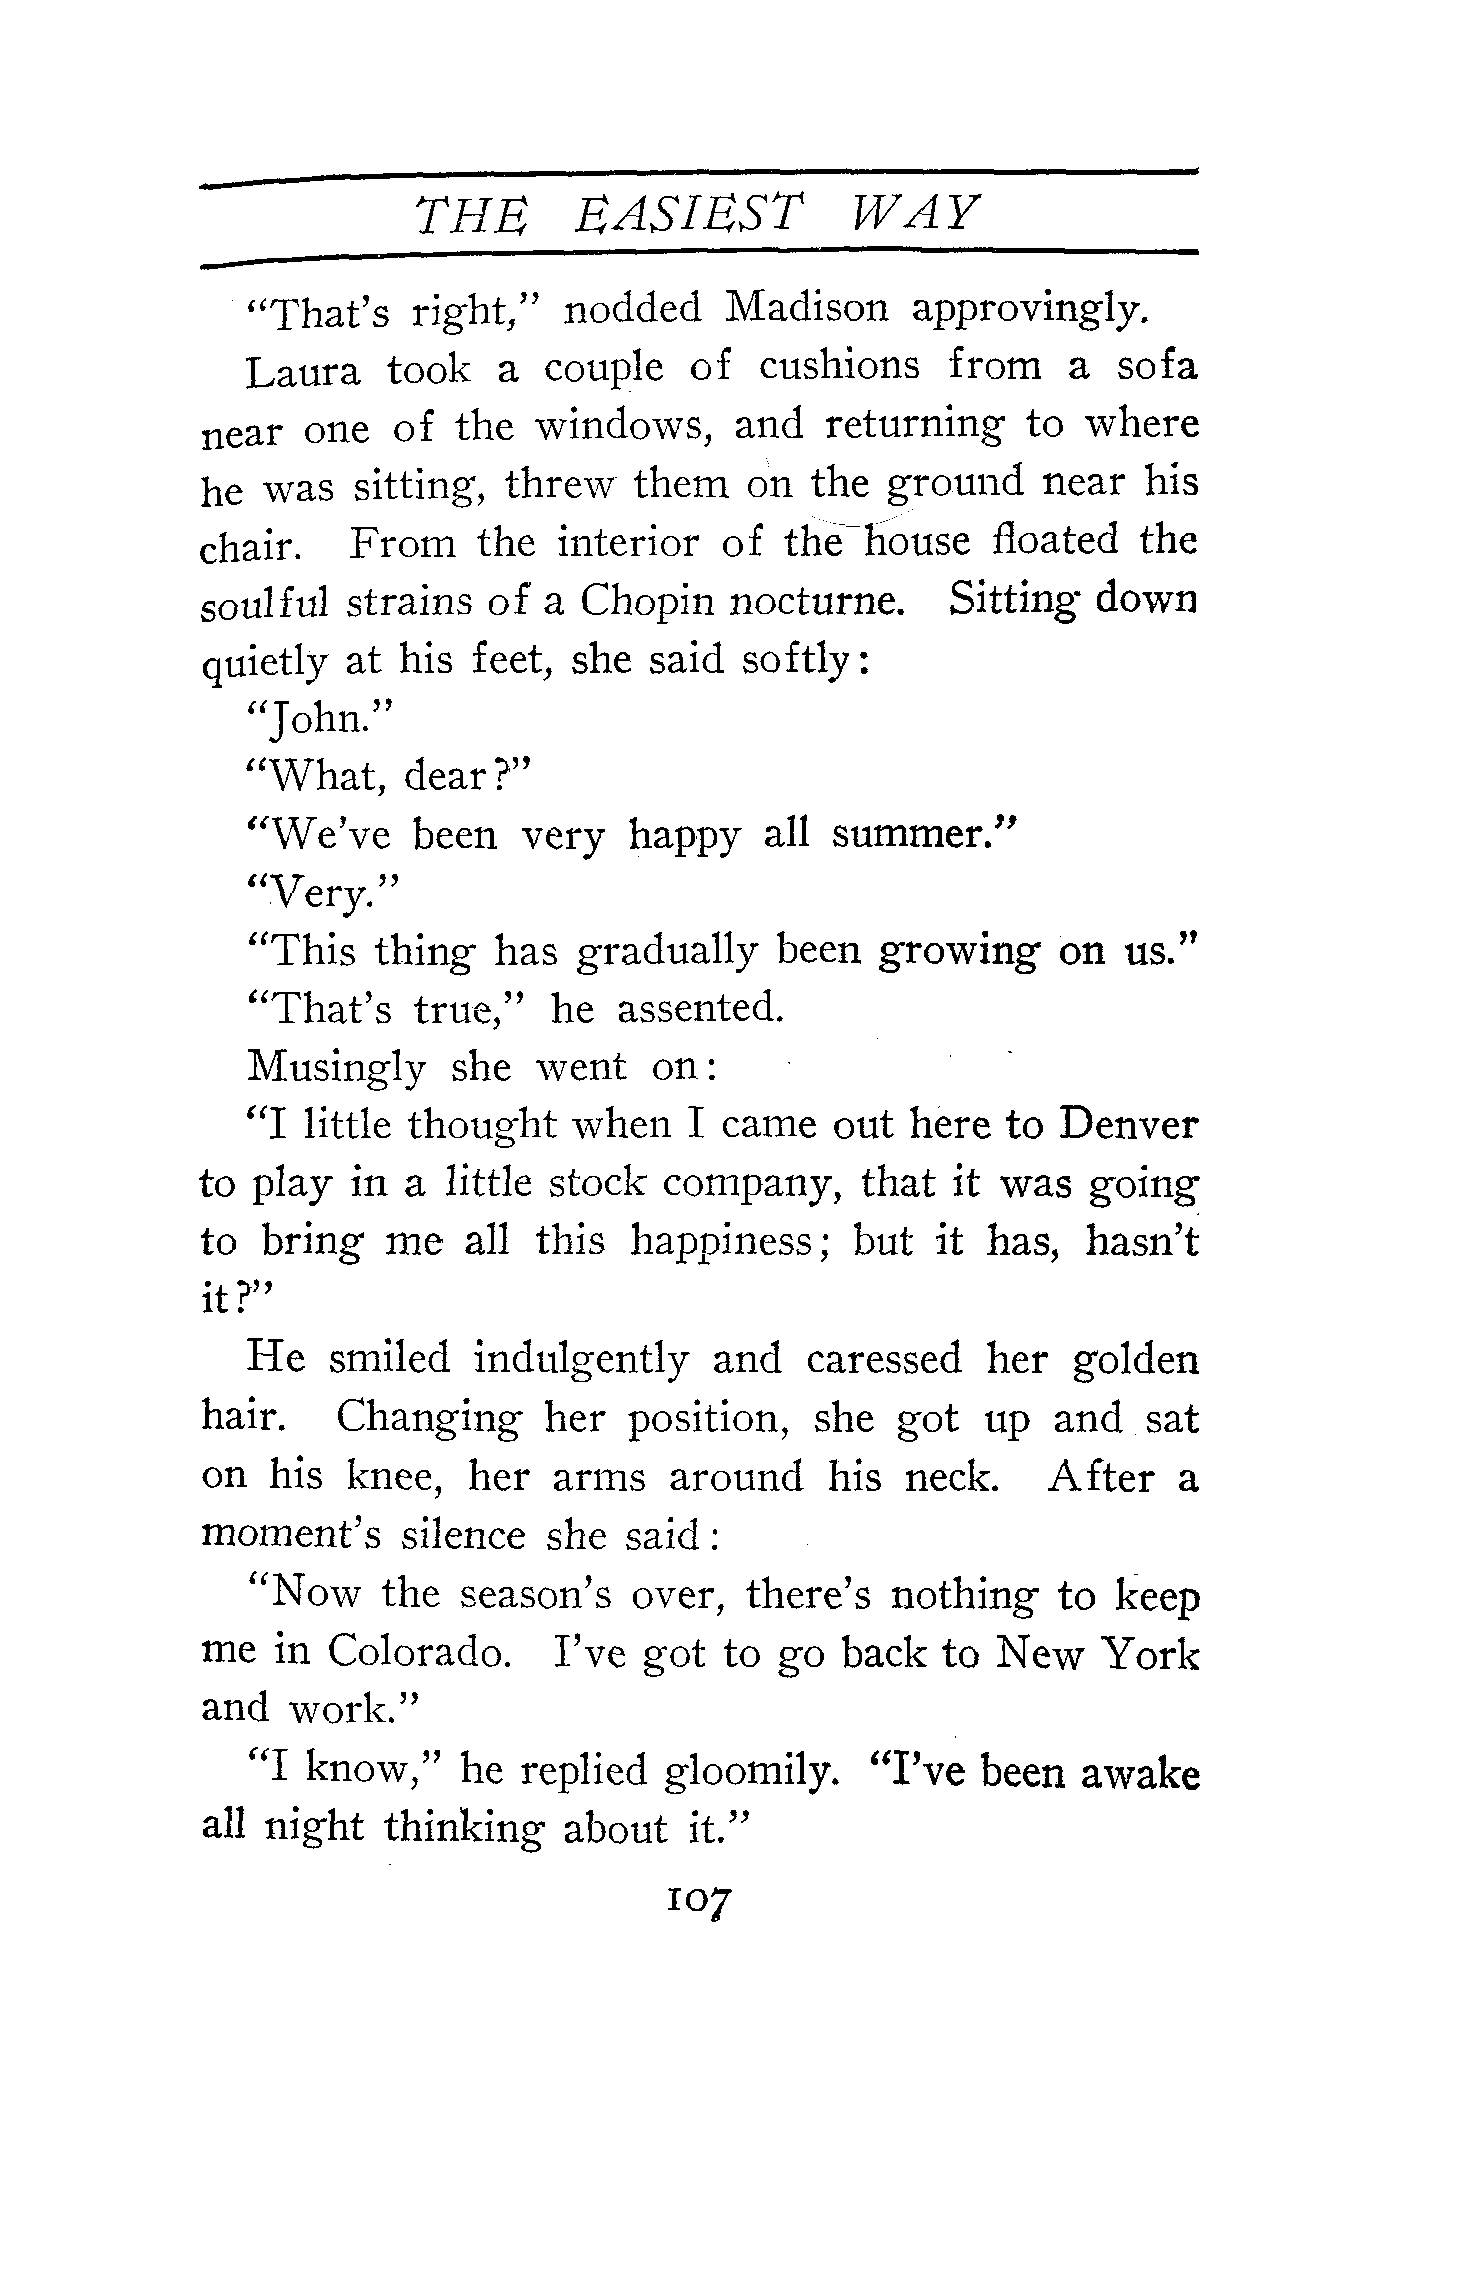 THE EASIEST WAY
"That's right," nodded Madison approvingly.
Laura took a couple of cushions from a sofa
near one of the windows, and returning to where
he was sitting, threw them on the ground near his
chair. From the interior of the house floated the
soulful strains of a Chopin nocturne. Sitting down
quietly at his feet, she said softly:
"John."
"What, dear?"
"We've been very happy all summer."
"Very."
"This thing has gradually been growing on us."
"That's true," he assented.
Musingly she went on:
"I little thought when I came out here to Denver
to play in a little stock company, that it was going
to bring me all this happiness; but it has, hasn't
it?"
He smiled indulgently and caressed her golden
hair. Changing her position, she got up and sat
on his knee, her arms around his neck. After a
moment's silence she said:
"Now the season's over, there's nothing to keep
me in Colorado. I've got to go back to New York
and work."
"I know," he replied gloomily. "I've been awake
all night thinking about it."
107